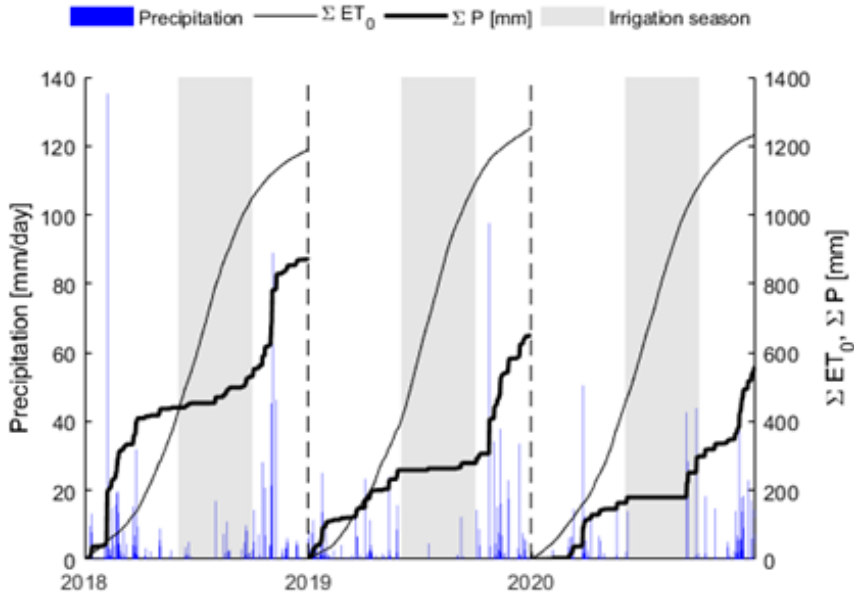 Precipitation Σ ET₀ Σ P [mm] Irrigation season
140 1400
120 1200
100 1000
80 800
60 600
40 400
20 200
0 0
2018 2019 2020
Precipitation [mm/day]
Σ ET₀, Σ P [mm]